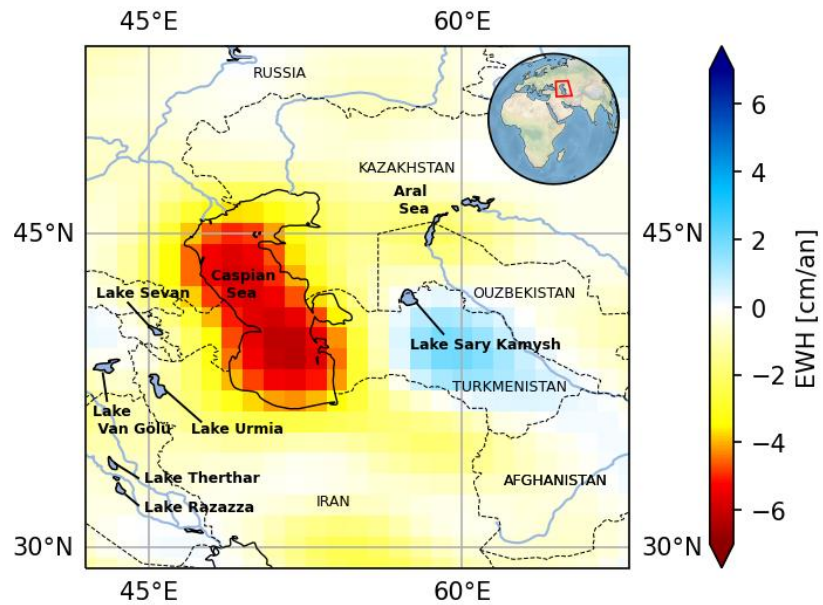 45°E 60°E
RUSSIA
KAZAKHSTAN
Aral
Sea
45°N 45°N
Caspian
Sea
OUZBEKISTAN
Lake Sevan
Lake Sary Kamysh
TURKMENISTAN
Lake
Van Gölü
Lake Urmia
Lake Therthar
AFGHANISTAN
Lake Razazza
IRAN
30°N 30°N
45°E 60°E
6
4
2
0
−2
−4
−6
EWH [cm/an]